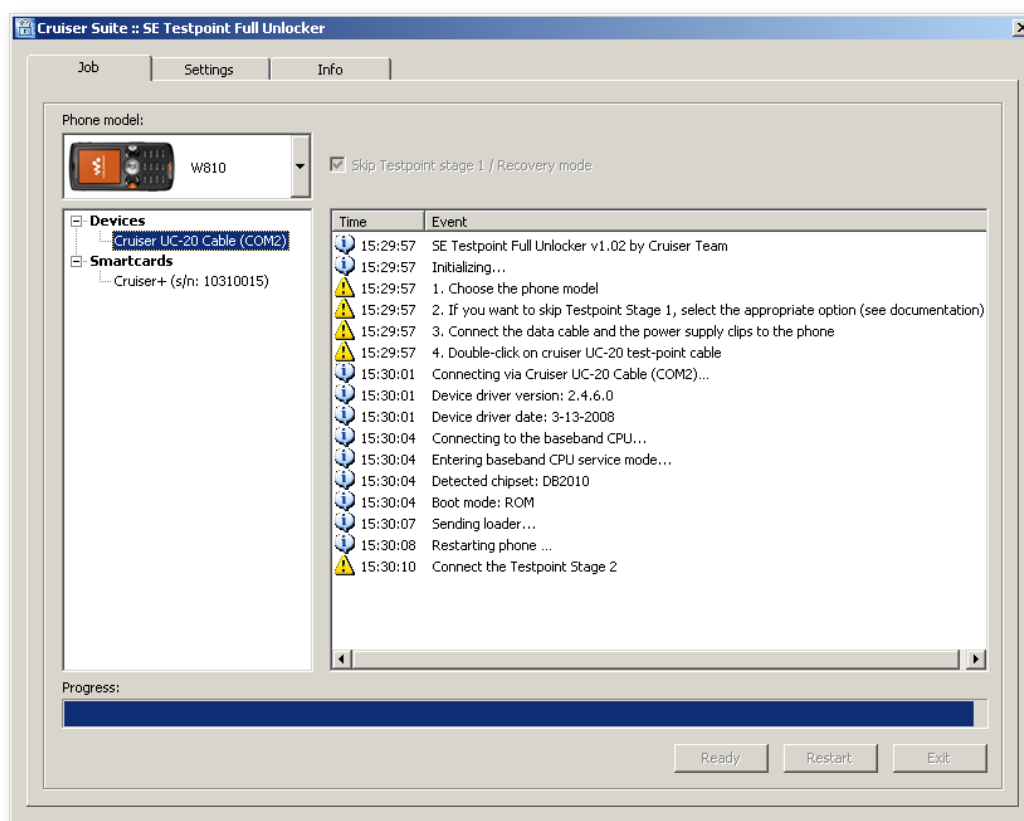 Cruiser Suite :: SE Testpoint Full Unlocker
Job Settings Info
Phone model:
W810
Skip Testpoint stage 1 / Recovery mode
Devices
Cruiser UC-20 Cable (COM2)
Smartcards
Cruiser+ (s/n: 10310015)
Time Event
15:29:57 SE Testpoint Full Unlocker v1.02 by Cruiser Team
15:29:57 Initializing...
15:29:57 1. Choose the phone model
15:29:57 2. If you want to skip Testpoint Stage 1, select the appropriate option (see documentation)
15:29:57 3. Connect the data cable and the power supply clips to the phone
15:29:57 4. Double-click on cruiser UC-20 test-point cable
15:30:01 Connecting via Cruiser UC-20 Cable (COM2)...
15:30:01 Device driver version: 2.4.6.0
15:30:01 Device driver date: 3-13-2008
15:30:04 Connecting to the baseband CPU...
15:30:04 Entering baseband CPU service mode...
15:30:04 Detected chipset: DB2010
15:30:04 Boot mode: ROM
15:30:07 Sending loader...
15:30:08 Restarting phone ...
15:30:10 Connect the Testpoint Stage 2
Progress:
Ready Restart Exit